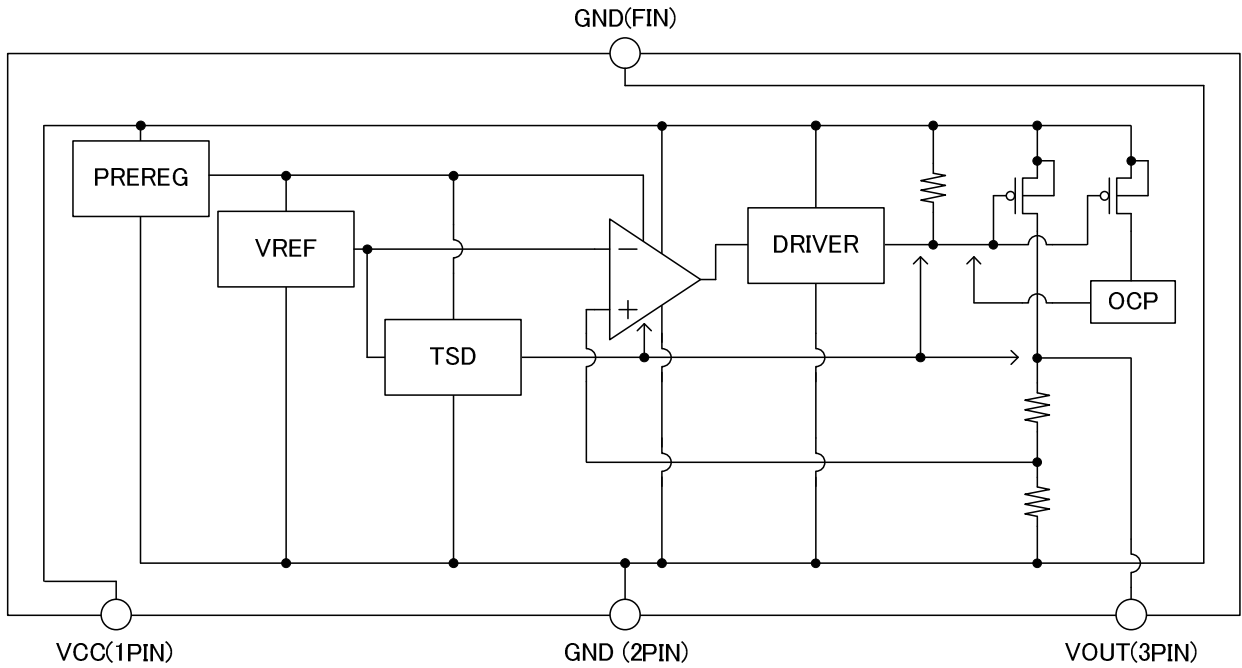 GND(FIN)
PREREG
VREF
DRIVER
OCP
TSD
−
+
VCC(1PIN)
GND (2PIN)
VOUT(3PIN)